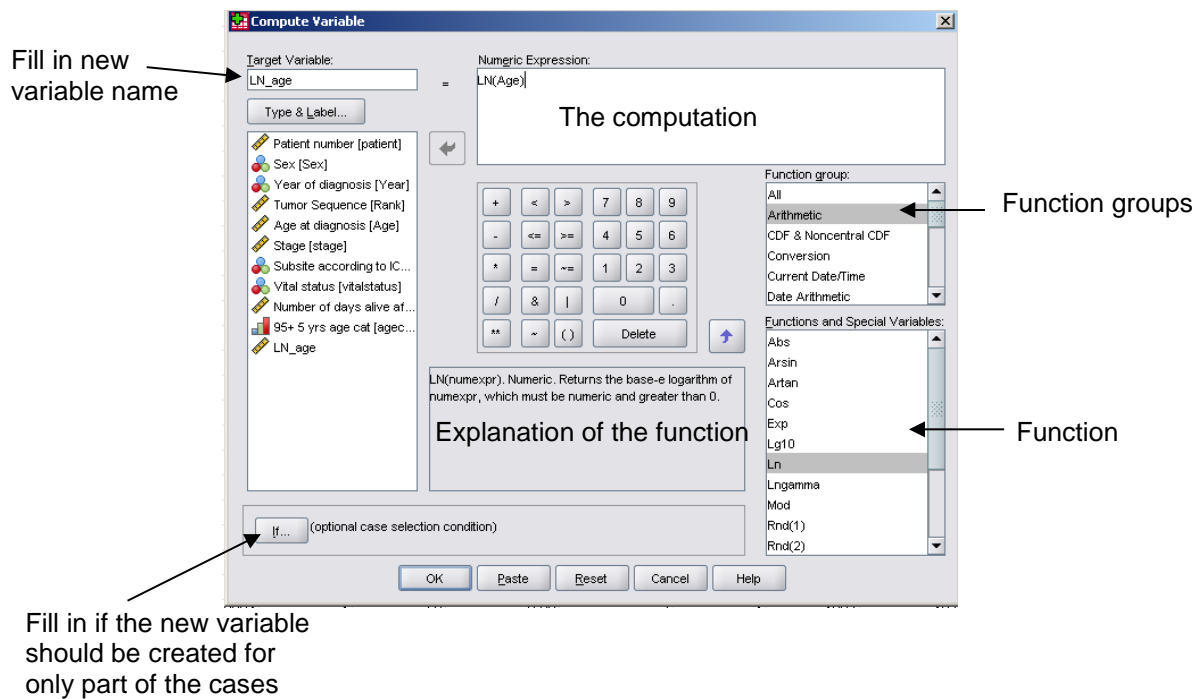 Compute Variable
Fill in new
variable name
Target Variable:
LN_age
Type & Label...
=
Numeric Expression:
LN(Age)
The computation
Patient number [patient]
Sex [Sex]
Year of diagnosis [Year]
Tumor Sequence [Rank]
Age at diagnosis [Age]
Stage [stage]
Subsite according to IC...
Vital status [vitalstatus]
Number of days alive af...
95+ 5 yrs age cat [agec...
LN_age
+ < > 7 8 9
- <= >= 4 5 6
* = ~= 1 2 3
/ & | 0 .
** ~ ( ) Delete
Function group:
All
Arithmetic
CDF & Noncentral CDF
Conversion
Current Date/Time
Date Arithmetic
Function groups
LN(numexpr). Numeric. Returns the base-e logarithm of
numexpr, which must be numeric and greater than 0.
Explanation of the function
Functions and Special Variables:
Abs
Arsin
Artan
Cos
Exp
Lg10
Ln
Lngamma
Mod
Rnd(1)
Rnd(2)
Function
If... (optional case selection condition)
OK Paste Reset Cancel Help
Fill in if the new variable
should be created for
only part of the cases